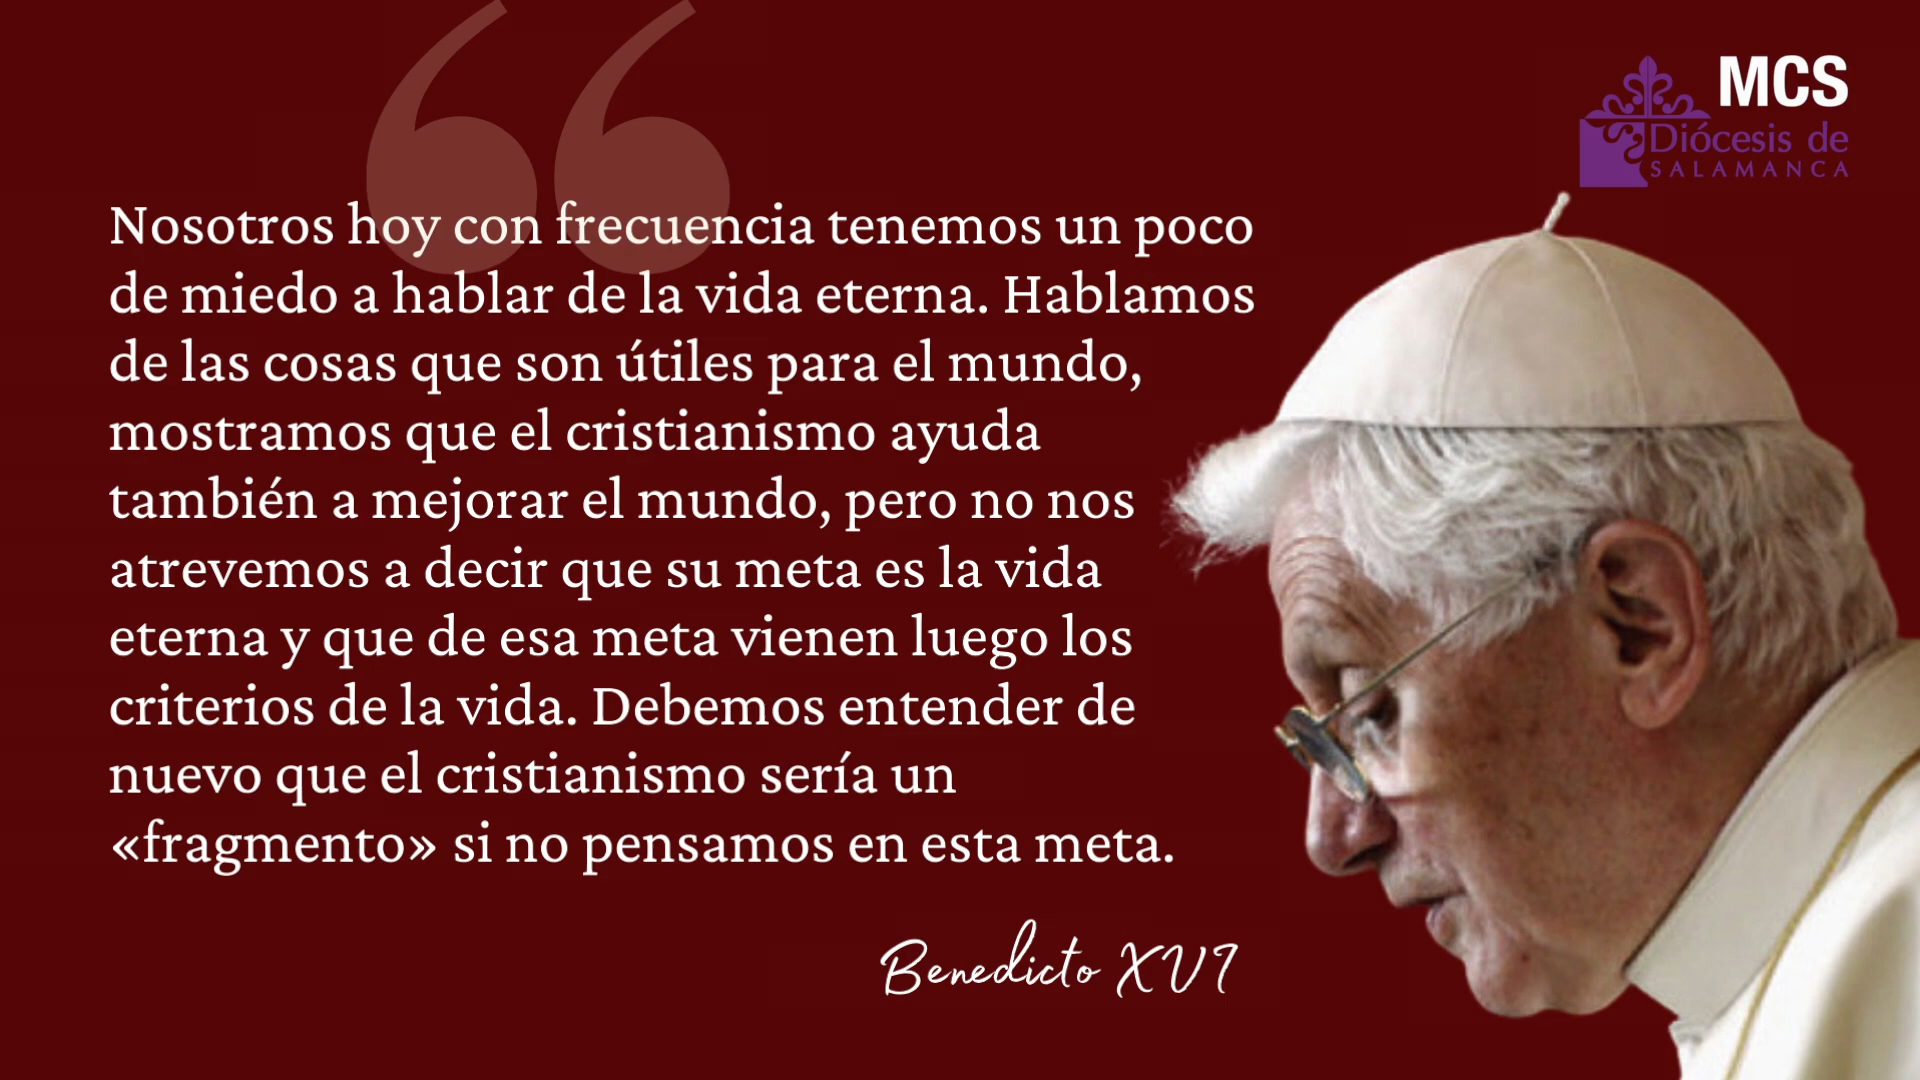 MCS
Diócesis de
SALAMANCA
Nosotros hoy con frecuencia tenemos un poco
de miedo a hablar de la vida eterna. Hablamos
de las cosas que son útiles para el mundo,
mostramos que el cristianismo ayuda
también a mejorar el mundo, pero no nos
atrevemos a decir que su meta es la vida
eterna y que de esa meta vienen luego los
criterios de la vida. Debemos entender de
nuevo que el cristianismo sería un
«fragmento» si no pensamos en esta meta.
Benedicto XVI